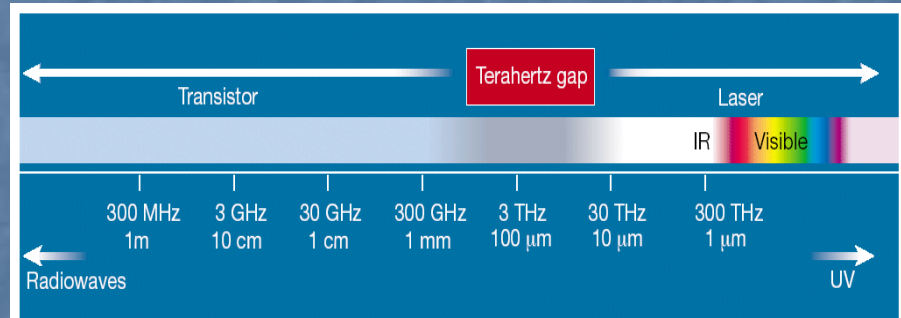 Terahertz gap
Transistor
Laser
IR
Visible
300 MHz 3 GHz 30 GHz 300 GHz 3 THz 30 THz 300 THz
1m 10 cm 1 cm 1 mm 100 μm 10 μm 1 μm
Radiowaves
UV